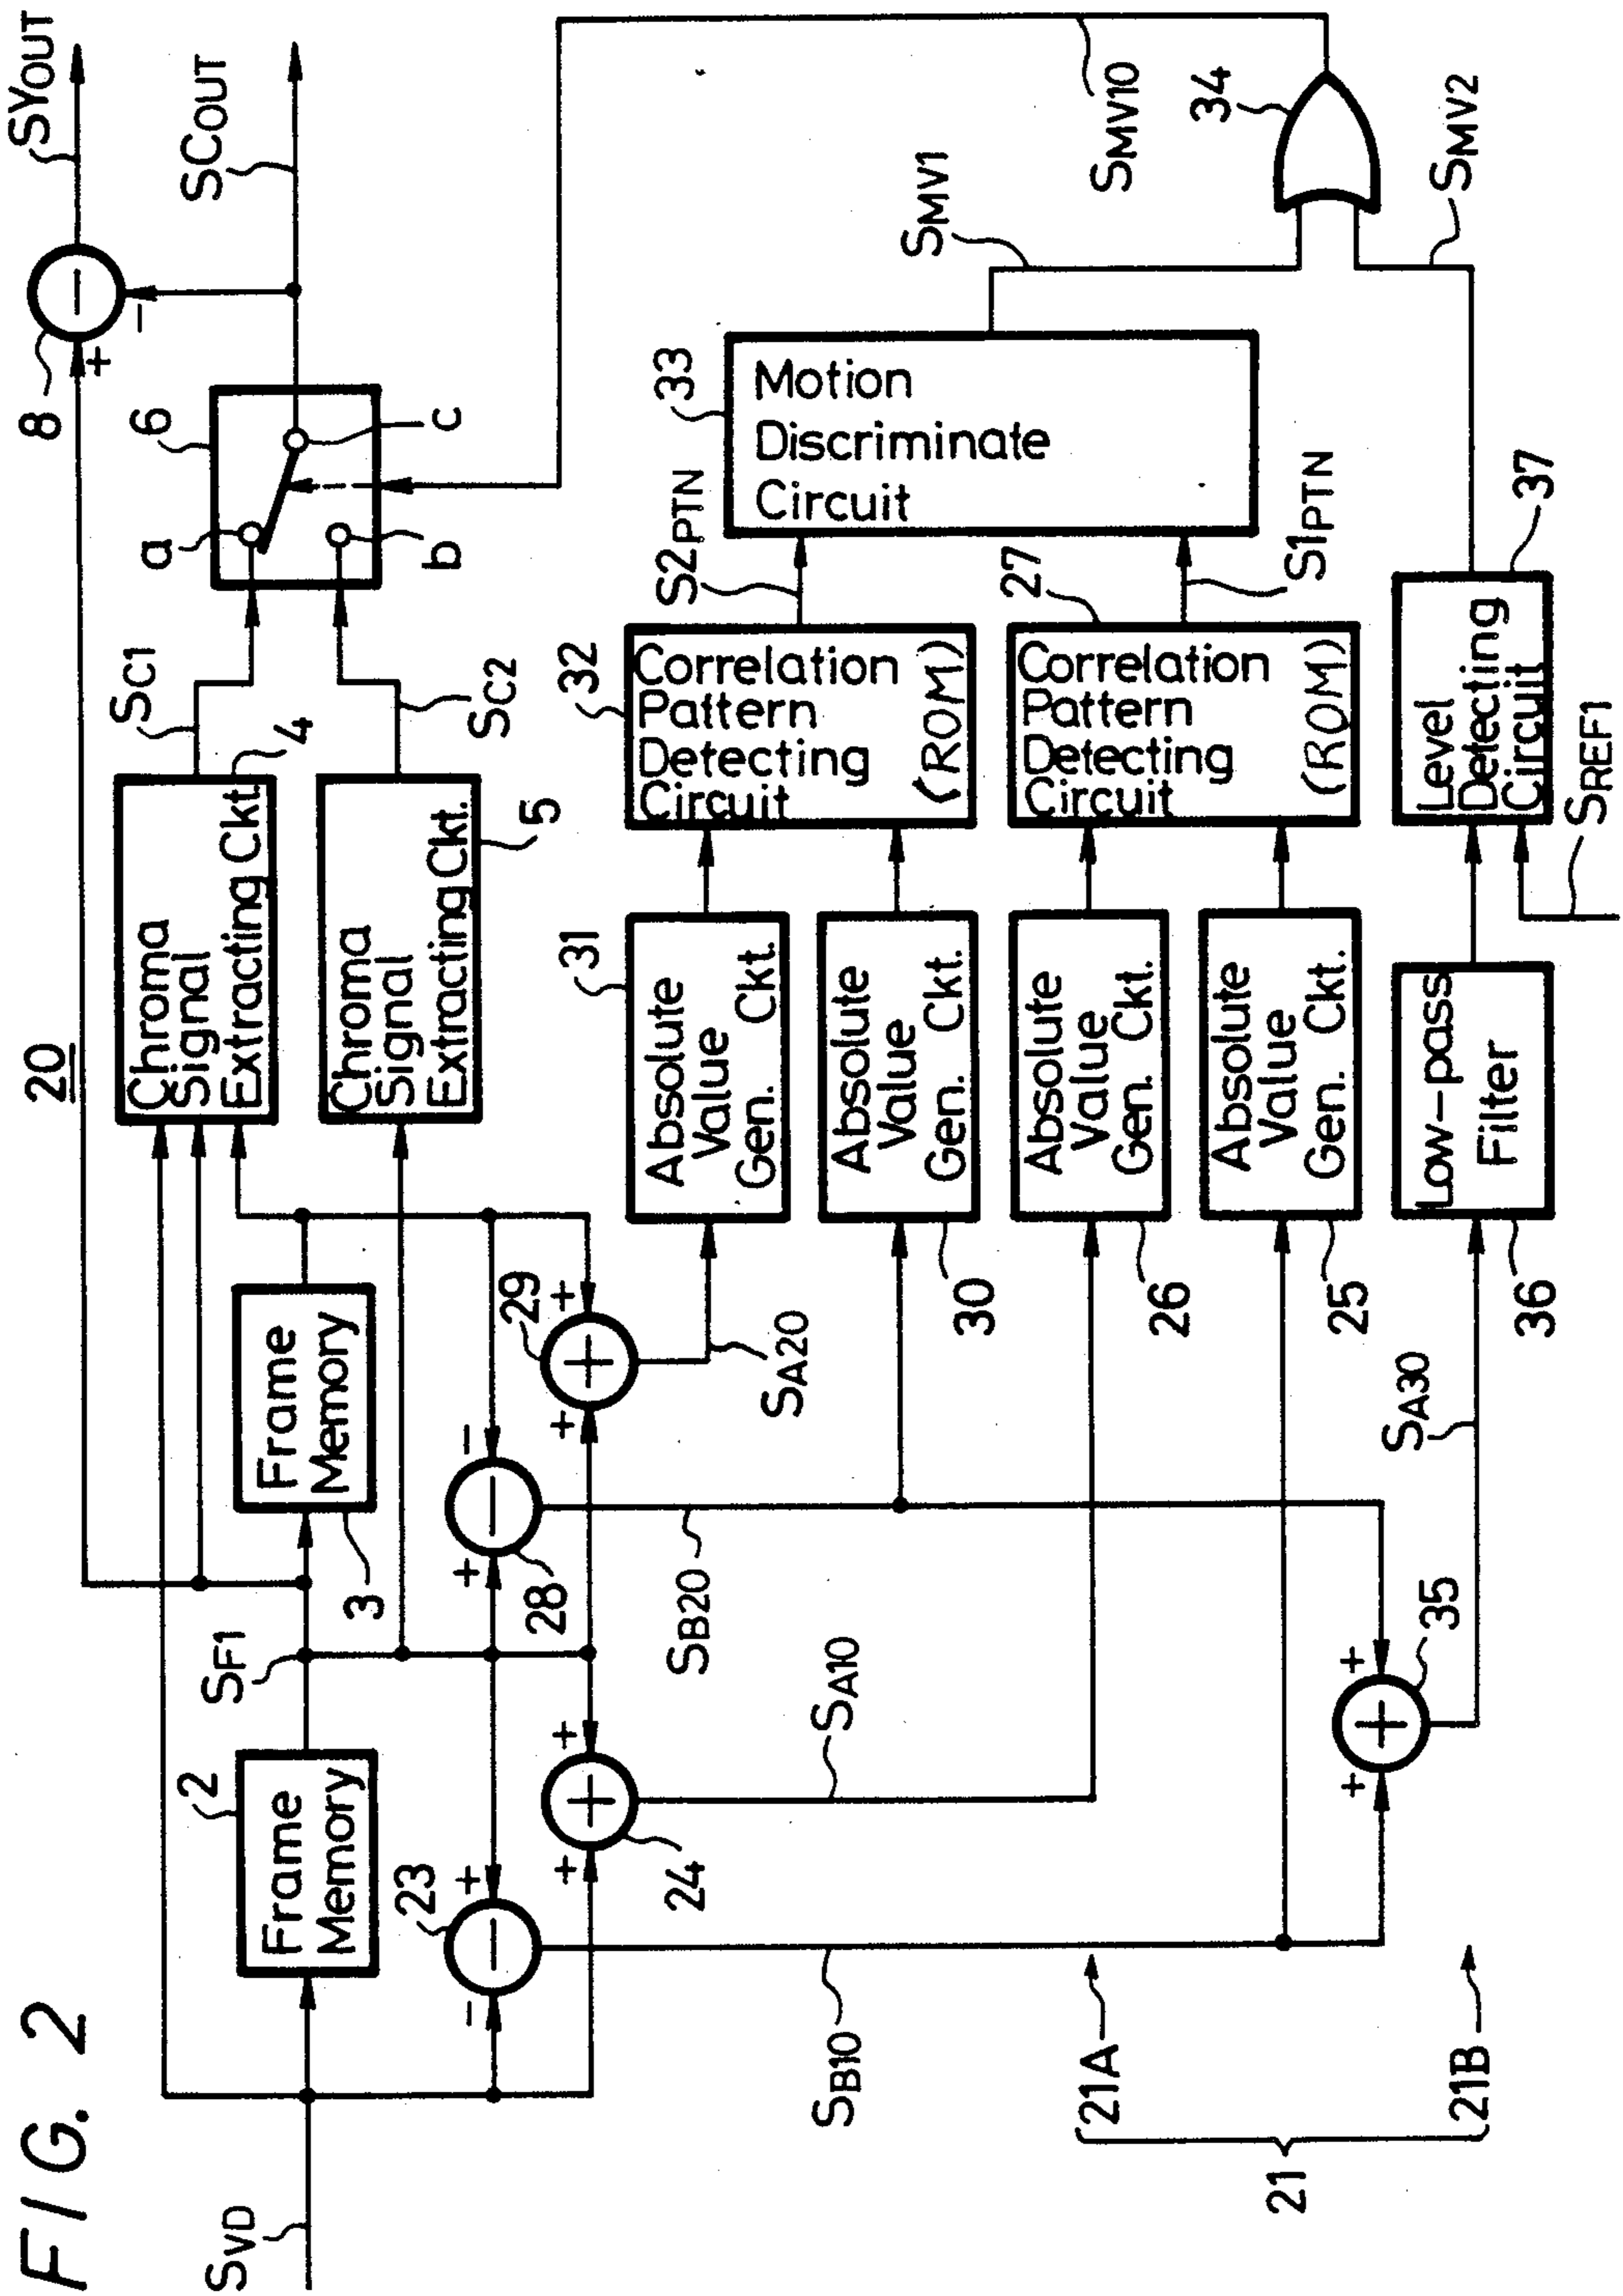 FIG. 2
20
SVD
2
Frame
Memory
SF1
3
Frame
Memory
Chroma
Signal
Extracting Ckt.
4
SC1
Chroma
Signal
Extracting Ckt.
5
SC2
6
a
b
c
8
+
−
−
SYOUT
SCOUT
23
−
+
−
24
+
+
+
28
+
−
−
29
+
+
+
SB10
SA10
SB20
SA20
31
Absolute
Value
Gen. Ckt.
Absolute
Value
Gen. Ckt.
30
Absolute
Value
Gen. Ckt.
26
Absolute
Value
Gen. Ckt.
25
32
Correlation
Pattern
Detecting
Circuit
(ROM)
27
Correlation
Pattern
Detecting
Circuit
(ROM)
S2PTN
S1PTN
33
Motion
Discriminate
Circuit
SMV1
34
SMV10
SMV2
35
+
+
+
SA30
Low-pass
Filter
36
Level
Detecting
Circuit
37
SREF1
21A
21B
21